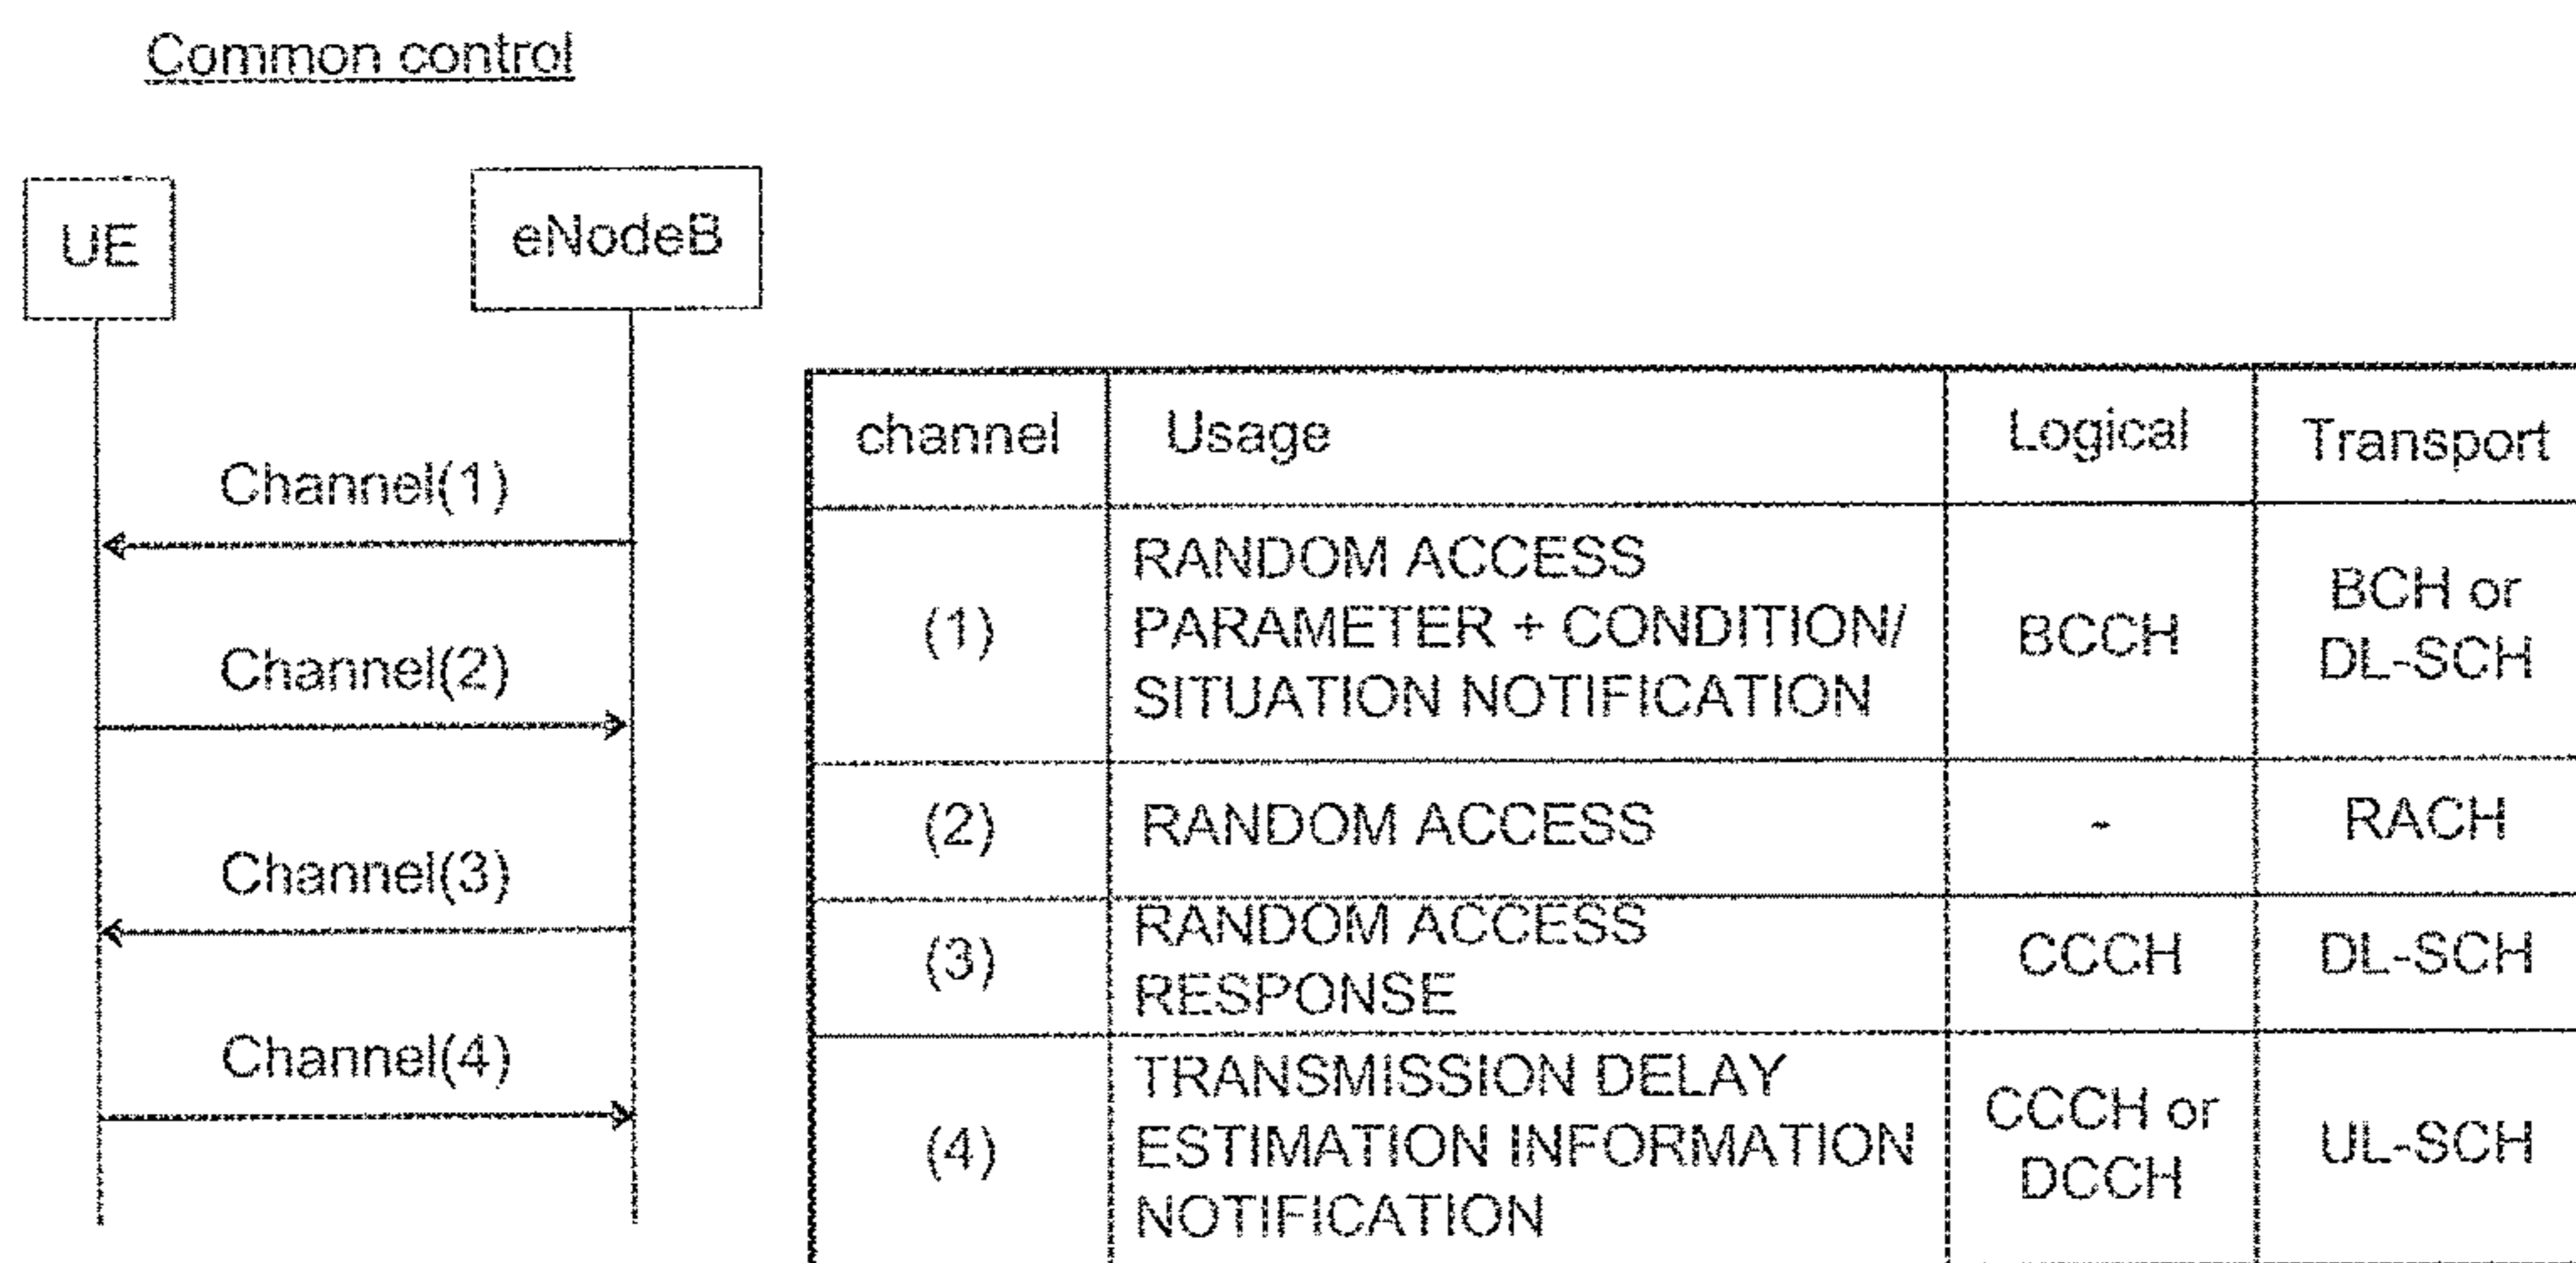 Common control
UE
eNodeB
Channel(1)
Channel(2)
Channel(3)
Channel(4)
channel
Usage
Logical
Transport
(1)
RANDOM ACCESS
PARAMETER + CONDITION/
SITUATION NOTIFICATION
BCCH
BCH or
DL-SCH
(2)
RANDOM ACCESS
-
RACH
(3)
RANDOM ACCESS
RESPONSE
CCCH
DL-SCH
(4)
TRANSMISSION DELAY
ESTIMATION INFORMATION
NOTIFICATION
CCCH or
DCCH
UL-SCH